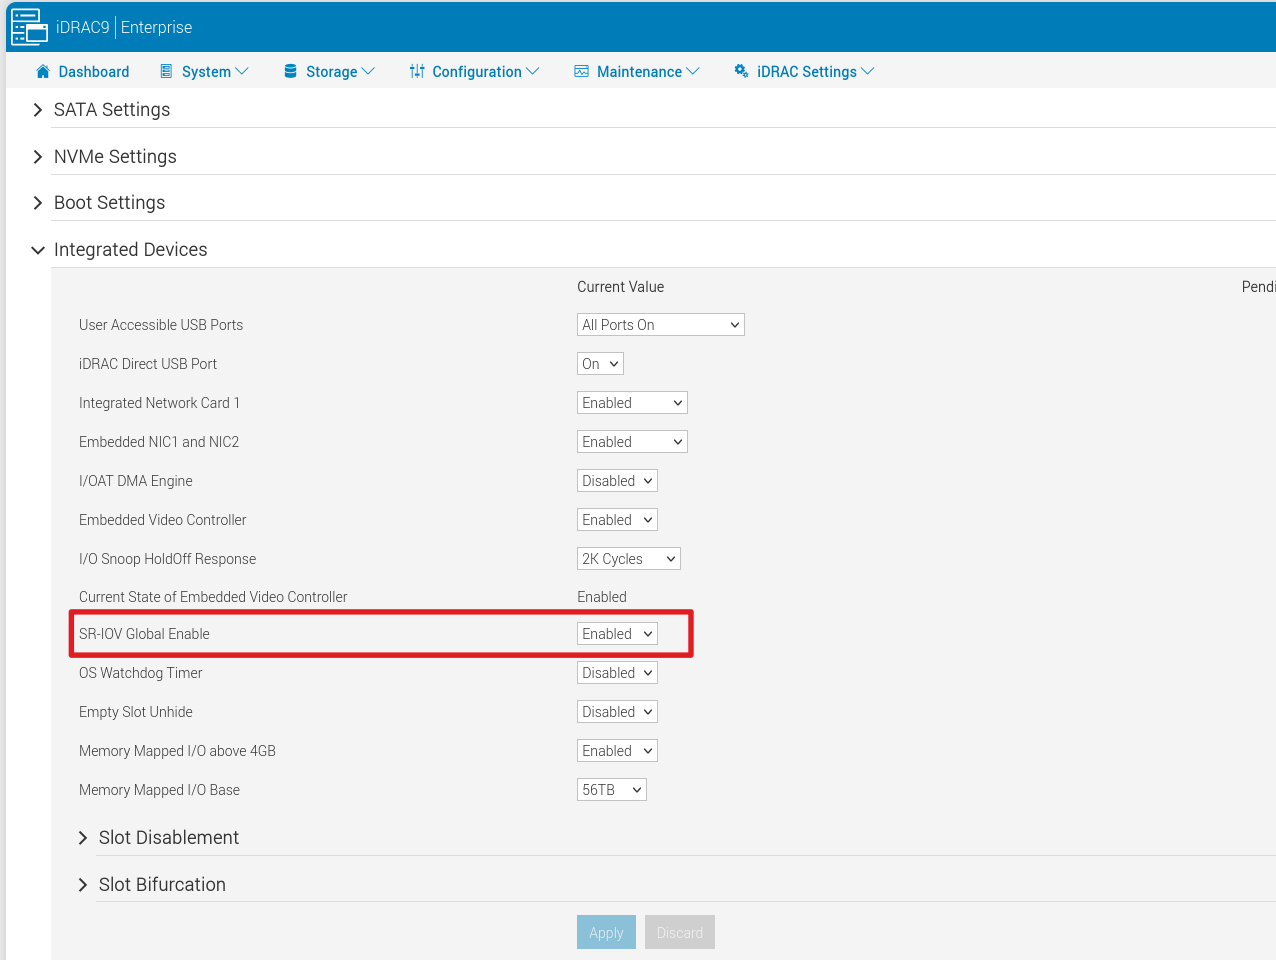 iDRAC9 | Enterprise
Dashboard System Storage Configuration Maintenance iDRAC Settings
SATA Settings
NVMe Settings
Boot Settings
Integrated Devices
Current Value Pendi
User Accessible USB Ports All Ports On
iDRAC Direct USB Port On
Integrated Network Card 1 Enabled
Embedded NIC1 and NIC2 Enabled
I/OAT DMA Engine Disabled
Embedded Video Controller Enabled
I/O Snoop HoldOff Response 2K Cycles
Current State of Embedded Video Controller Enabled
SR-IOV Global Enable Enabled
OS Watchdog Timer Disabled
Empty Slot Unhide Disabled
Memory Mapped I/O above 4GB Enabled
Memory Mapped I/O Base 56TB
Slot Disablement
Slot Bifurcation
Apply Discard